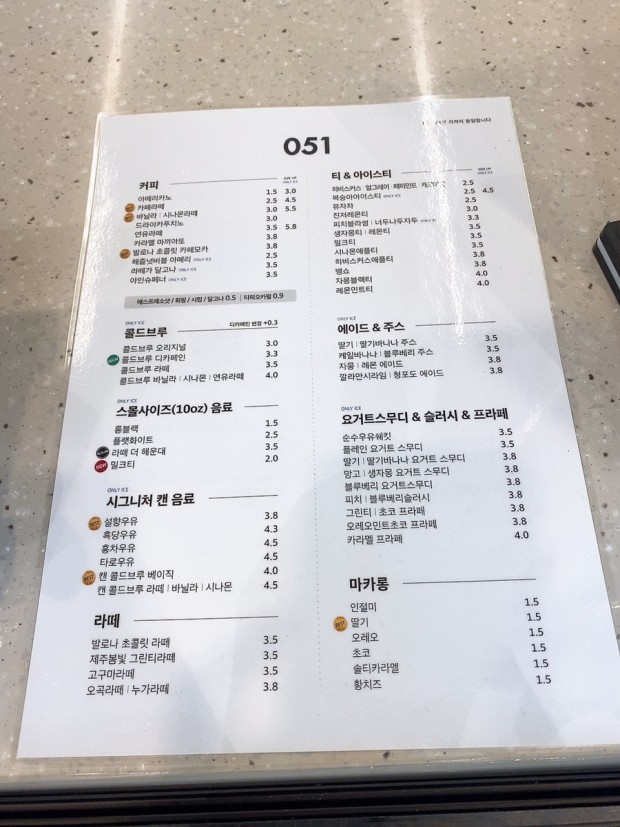 가까이 응답합니다
051
커피
SIZE UP
ONLY ICE
아메리카노 1.5 3.0
BEST 카페라떼 2.5 4.5
BEST 바닐라 | 시나몬라떼 3.0 5.5
드라이카푸치노 3.0
연유라떼 3.5 5.8
카라멜 마끼아또 3.8
BEST 발로나 초콜릿 카페모카 3.8
헤즐넛버블 아메리 ONLY ICE 2.5
라떼가 달고나 ONLY ICE 3.5
아인슈페너 ONLY ICE 3.5
에스프레소샷 / 휘핑 / 시럽 / 달고나 0.5 | 타피오카펄 0.9
ONLY ICE
콜드브루 디카페인 변경 +0.3
콜드브루 오리지널 3.0
콜드브루 디카페인 3.3
콜드브루 라떼 3.5
콜드브루 바닐라 | 시나몬 | 연유라떼 4.0
ONLY ICE
스몰사이즈(10oz) 음료
롱블랙 1.5
플랫화이트 2.5
라떼 더 해운대 3.5
밀크티 2.0
ONLY ICE
시그니처 캔 음료
BEST 설향우유 3.8
흑당우유 4.3
홍차우유 4.5
타로우유 4.5
BEST 캔 콜드브루 베이직 4.0
캔 콜드브루 라떼 | 바닐라 | 시나몬 4.5
라떼
발로나 초콜릿 라떼 3.5
제주봄빛 그린티라떼 3.5
고구마라떼 3.5
오곡라떼 | 누가라떼 3.8
티 & 아이스티
SIZE UP
ONLY ICE
히비스커스 얼그레이 페퍼민트 2.5
복숭아아이스티 ONLY ICE 2.5 4.5
유자차 2.5
진저레몬티 3.0
피치블라썸 | 너두나두자두 3.3
생자몽티 | 레몬티 3.5
밀크티 3.5
시나몬애플티 3.5
히비스커스애플티 3.8
뱅쇼 4.0
자몽블랙티 4.0
레몬민트티
ONLY ICE
에이드 & 주스
딸기 | 딸기바나나 주스 3.5
케일바나나 | 블루베리 주스 3.5
자몽 | 레몬 에이드 3.8
깔라만시라임 | 청포도 에이드 3.8
ONLY ICE
요거트스무디 & 슬러시 & 프라페
순수우유쉐킷 3.5
플레인 요거트 스무디 3.5
딸기 | 딸기바나나 요거트 스무디 3.8
망고 | 생자몽 요거트 스무디 3.8
블루베리 요거트스무디 3.8
피치 | 블루베리슬러시 3.8
그린티 | 초코 프라페 3.8
오레오민트초코 프라페 3.8
카라멜 프라페 4.0
마카롱
인절미 1.5
BEST 딸기 1.5
오레오 1.5
초코 1.5
솔티카라멜 1.5
황치즈 1.5